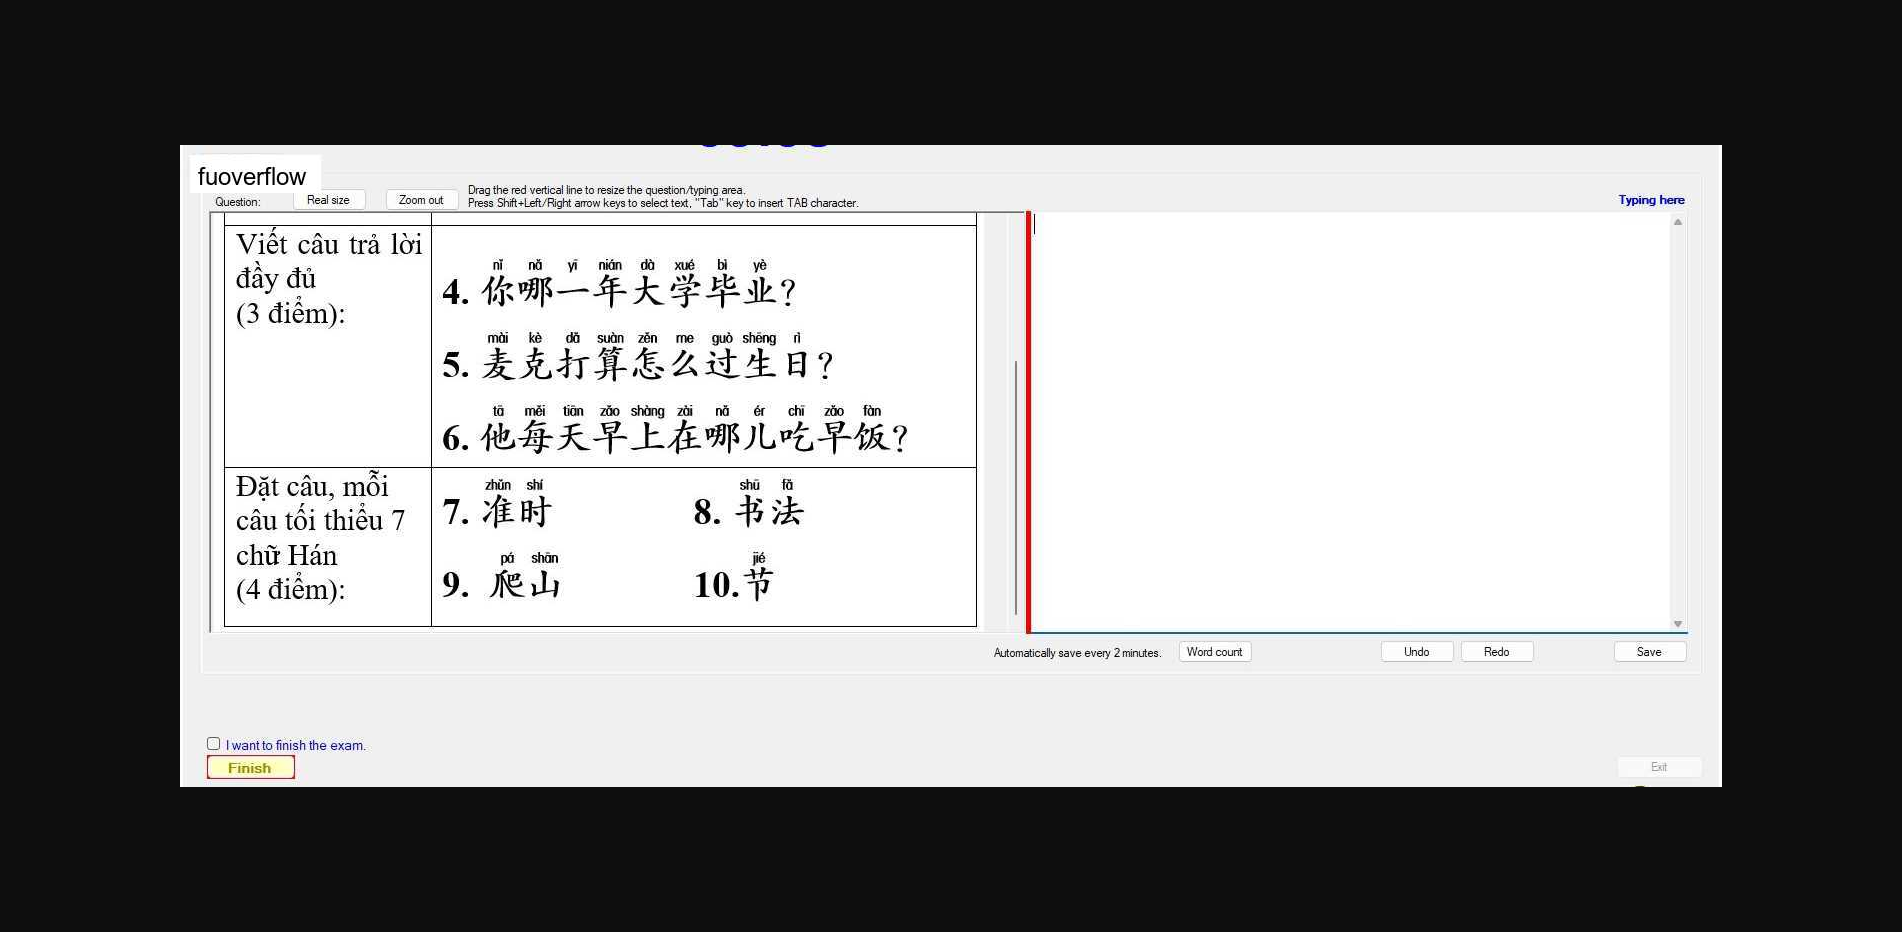 fuoverflow
Question:
Real size
Zoom out
Drag the red vertical line to resize the question/typing area.
Press Shift+Left/Right arrow keys to select text, "Tab" key to insert TAB character.
Typing here
Viết câu trả lời
đầy đủ
(3 điểm):
nǐ nǎ yī nián dà xué bì yè
4. 你哪一年大学毕业？
mài kè dǎ suàn zěn me guò shēng rì
5. 麦克打算怎么过生日？
tā měi tiān zǎo shàng zài nǎ ér chī zǎo fàn
6. 他每天早上在哪儿吃早饭？
Đặt câu, mỗi
câu tối thiểu 7
chữ Hán
(4 điểm):
zhǔn shí
7. 准时
shū fǎ
8. 书法
pá shān
9. 爬山
jié
10.节
Automatically save every 2 minutes.
Word count
Undo
Redo
Save
I want to finish the exam.
Finish
Exit